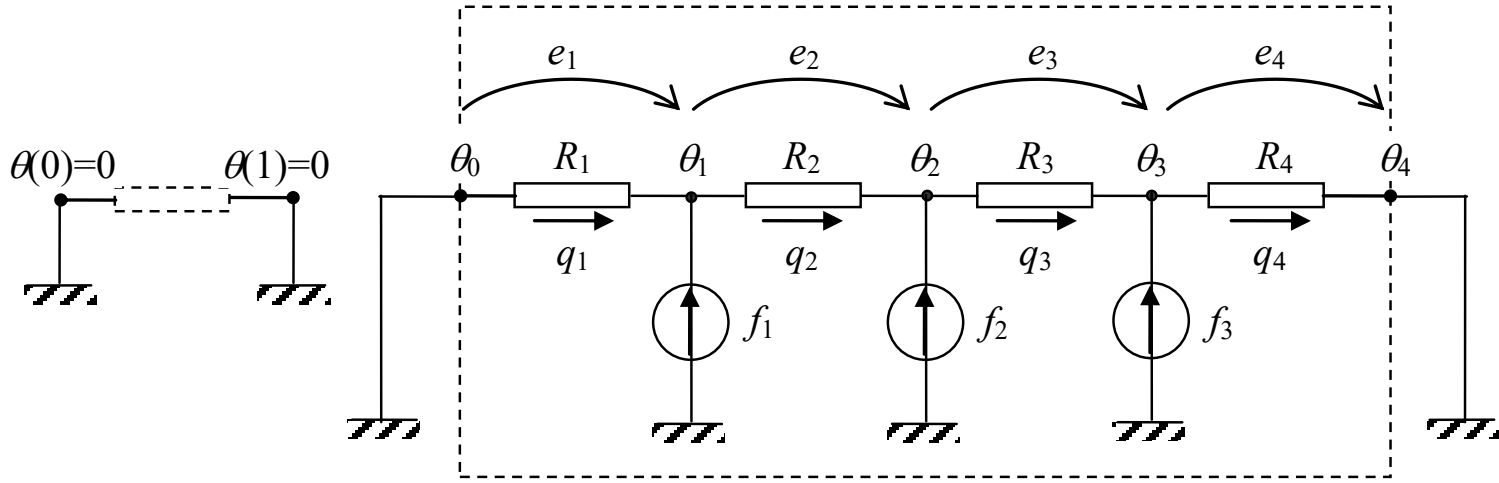 e₁ e₂ e₃ e₄
θ(0)=0 θ(1)=0 θ₀ R₁ θ₁ R₂ θ₂ R₃ θ₃ R₄ θ₄
q₁ q₂ q₃ q₄
f₁ f₂ f₃